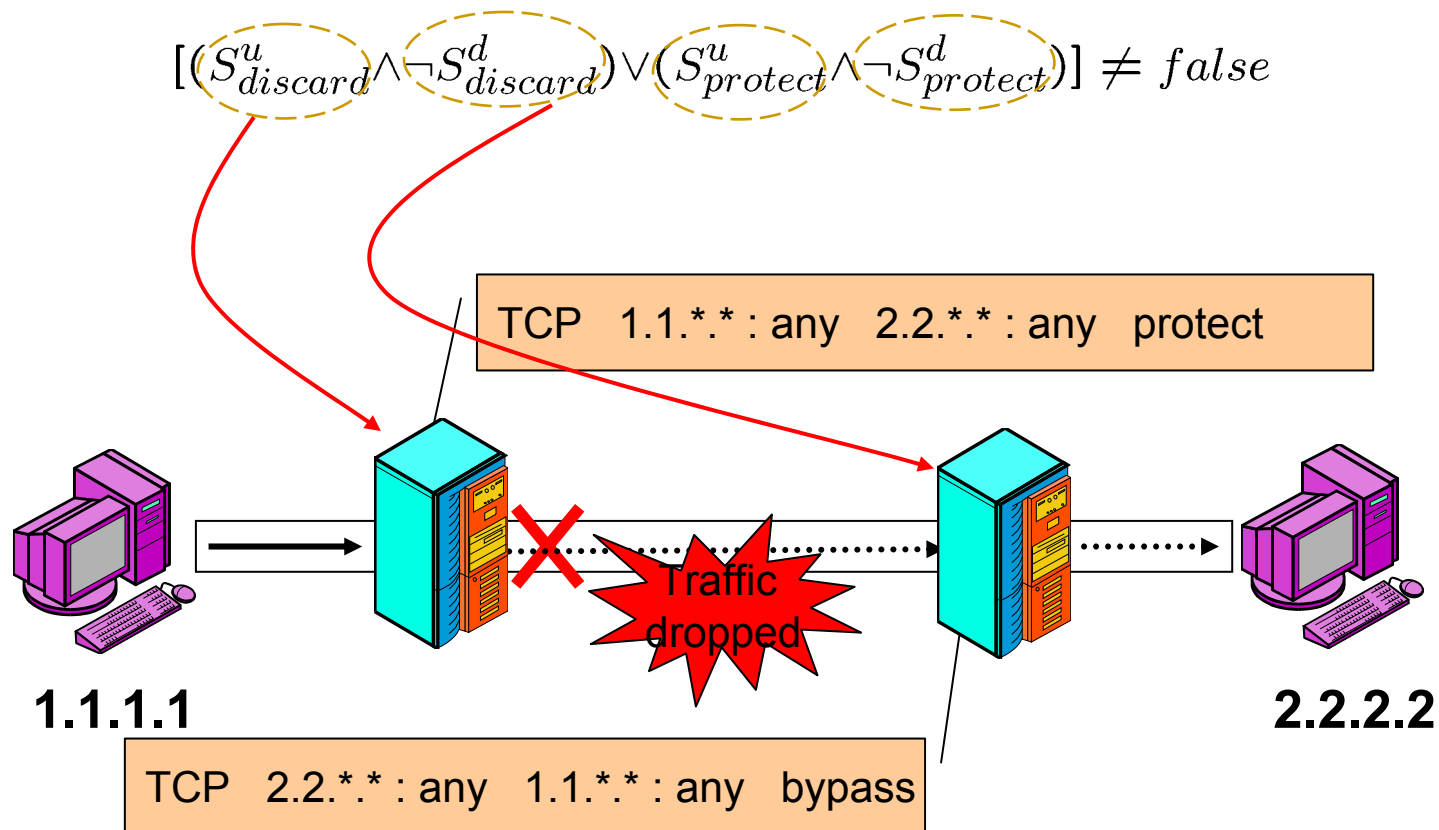 [(S^u_discard ∧ ¬S^d_discard) ∨ (S^u_protect ∧ ¬S^d_protect)] ≠ false
TCP 1.1.*.* : any 2.2.*.* : any protect
Traffic
dropped
1.1.1.1
2.2.2.2
TCP 2.2.*.* : any 1.1.*.* : any bypass